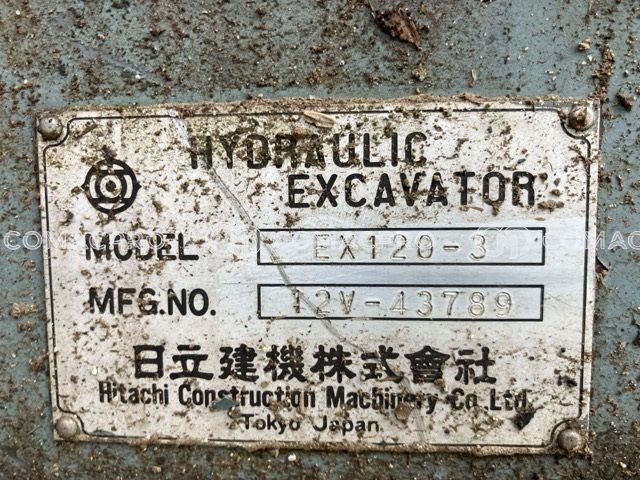 HYDRAULIC
EXCAVATOR
MODEL EX120-3
MFG.NO. 12V-43789
日立建機株式會社
Hitachi Construction Machinery Co.Ltd.
Tokyo Japan